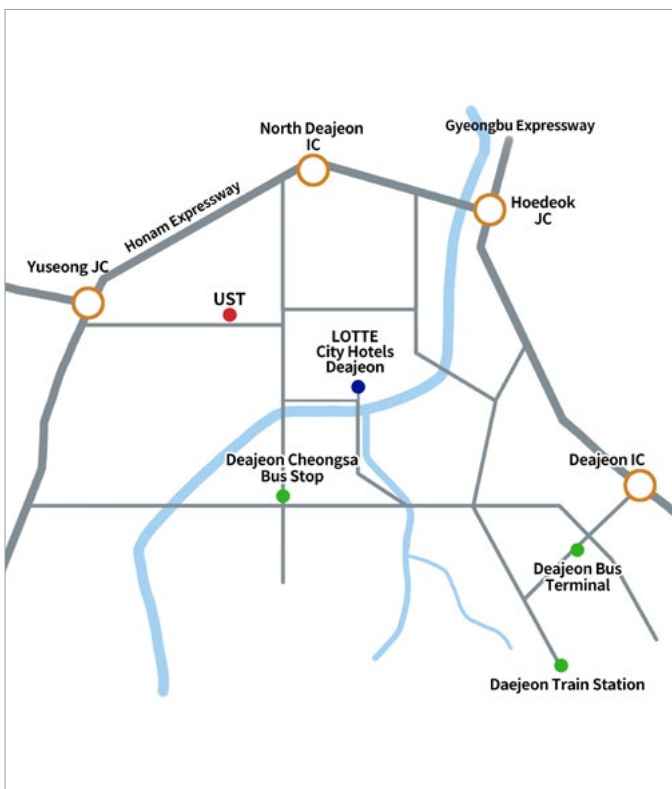 North Deajeon
IC
Gyeongbu Expressway
Honam Expressway
Hoedeok
JC
Yuseong JC
UST
LOTTE
City Hotels
Deajeon
Deajeon Cheongsa
Bus Stop
Deajeon IC
Deajeon Bus
Terminal
Daejeon Train Station